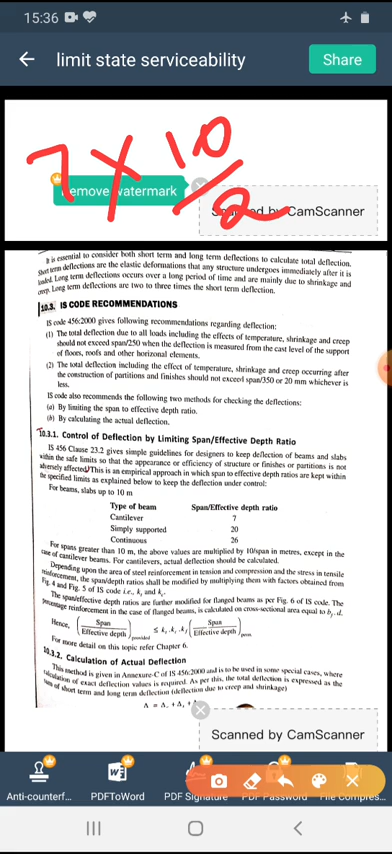 15:36
limit state serviceability
Share
7 × 10/2
Remove watermark
Scanned by CamScanner
It is essential to consider both short term and long term deflections to calculate total deflection.
Short term deflections are the elastic deformations that any structure undergoes immediately after it is
loaded. Long term deflections occurs over a long period of time and are mainly due to shrinkage and
creep. Long term deflections are two to three times the short term deflection.
10.3. IS CODE RECOMMENDATIONS
IS code 456:2000 gives following recommendations regarding deflection:
(1) The total deflection due to all loads including the effects of temperature, shrinkage and creep
should not exceed span/250 when the deflection is measured from the cast level of the support
of floors, roofs and other horizonal elements.
(2) The total deflection including the effect of temperature, shrinkage and creep occurring after
the construction of partitions and finishes should not exceed span/350 or 20 mm whichever is
less.
IS code also recommends the following two methods for checking the deflections:
(a) By limiting the span to effective depth ratio.
(b) By calculating the actual deflection.
10.3.1. Control of Deflection by Limiting Span/Effective Depth Ratio
IS 456 Clause 23.2 gives simple guidelines for designers to keep deflection of beams and slabs
within the safe limits so that the appearance or efficiency of structure or finishes or partitions is not
adversely affected. This is an empirical approach in which span to effective depth ratios are kept within
the specified limits as explained below to keep the deflection under control:
For beams, slabs up to 10 m
Type of beam Span/Effective depth ratio
Cantilever 7
Simply supported 20
Continuous 26
For spans greater than 10 m, the above values are multiplied by 10/span in metres, except in the
case of cantilever beams. For cantilevers, actual deflection should be calculated.
Depending upon the area of steel reinforcement in tension and compression and the stress in tensile
reinforcement, the span/depth ratios shall be modified by multiplying them with factors obtained from
Fig. 4 and Fig. 5 of IS code i.e., kt and kc.
The span/effective depth ratios are further modified for flanged beams as per Fig. 6 of IS code. The
percentage reinforcement in the case of flanged beams, is calculated on cross-sectional area equal to bf . d.
Hence, (Span / Effective depth)provided ≤ kt . kc . kf (Span / Effective depth)
For more detail on this topic refer Chapter 6.
10.3.2. Calculation of Actual Deflection
This method is given in Annexure-C of IS 456:2000 and is to be used in some special cases, where
calculation of exact deflection values is required. As per this, the total deflection is expressed as the
sum of short term and long term deflection (deflection due to creep and shrinkage)
Scanned by CamScanner
Anti-counterf... PDFToWord PDF Signature PDF Password File Compres...